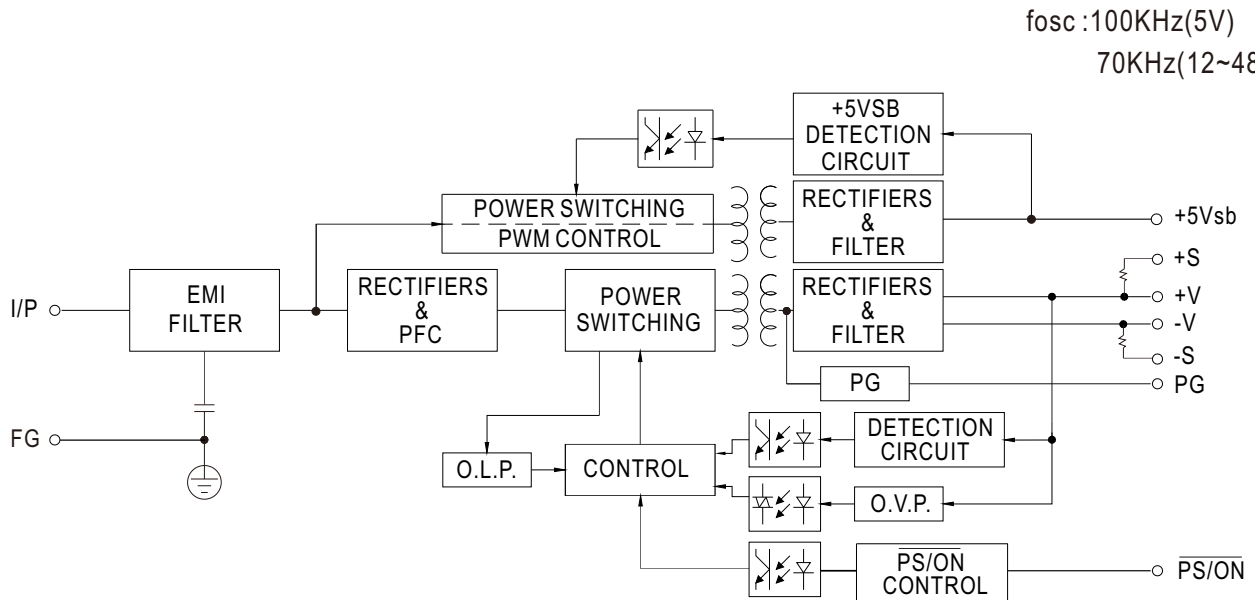 fosc :100KHz(5V)
70KHz(12~48
+5VSB
DETECTION
CIRCUIT
POWER SWITCHING
PWM CONTROL
RECTIFIERS
&
FILTER
+5Vsb
+S
I/P
EMI
FILTER
RECTIFIERS
&
PFC
POWER
SWITCHING
RECTIFIERS
&
FILTER
+V
-V
-S
PG
PG
FG
O.L.P.
CONTROL
DETECTION
CIRCUIT
O.V.P.
PS/ON
CONTROL
PS/ON